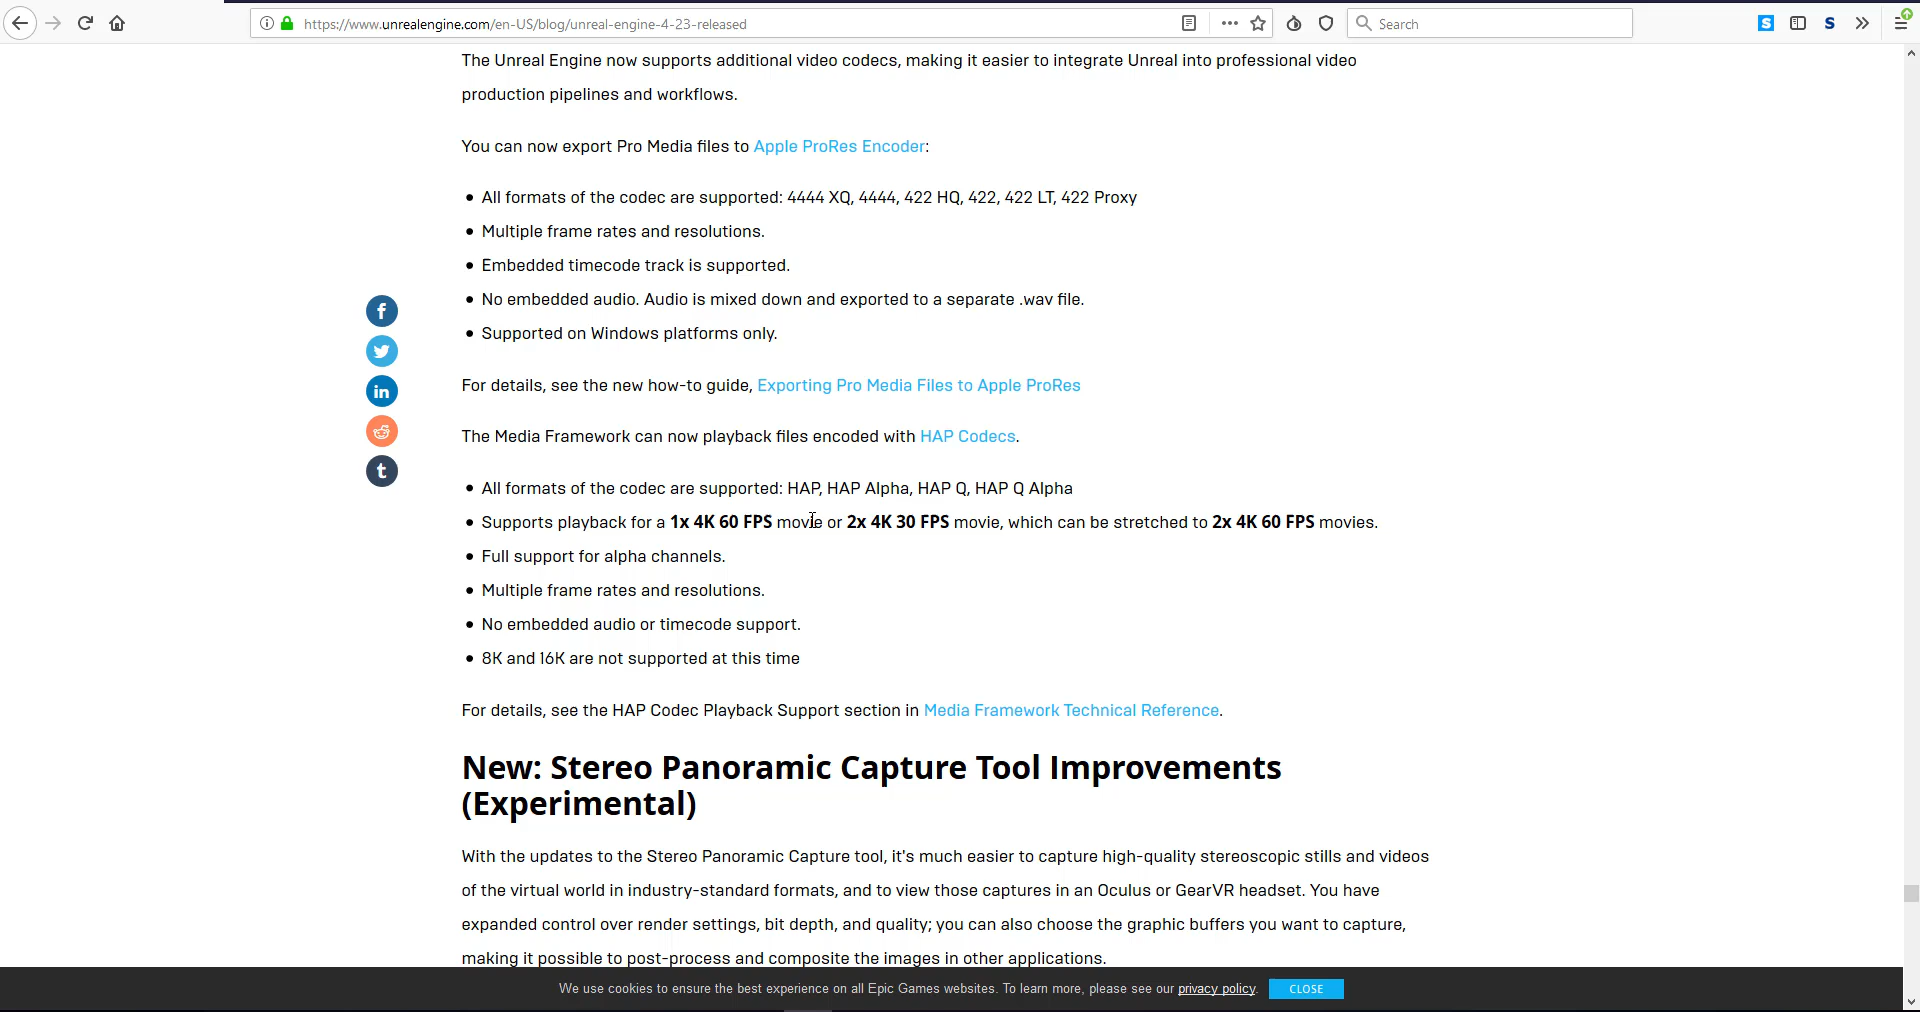 https://www.unrealengine.com/en-US/blog/unreal-engine-4-23-released
Search
S
S
The Unreal Engine now supports additional video codecs, making it easier to integrate Unreal into professional video
production pipelines and workflows.
You can now export Pro Media files to Apple ProRes Encoder:
• All formats of the codec are supported: 4444 XQ, 4444, 422 HQ, 422, 422 LT, 422 Proxy
• Multiple frame rates and resolutions.
• Embedded timecode track is supported.
• No embedded audio. Audio is mixed down and exported to a separate .wav file.
• Supported on Windows platforms only.
f
in
t
For details, see the new how-to guide, Exporting Pro Media Files to Apple ProRes
The Media Framework can now playback files encoded with HAP Codecs.
• All formats of the codec are supported: HAP, HAP Alpha, HAP Q, HAP Q Alpha
• Supports playback for a 1x 4K 60 FPS movie or 2x 4K 30 FPS movie, which can be stretched to 2x 4K 60 FPS movies.
• Full support for alpha channels.
• Multiple frame rates and resolutions.
• No embedded audio or timecode support.
• 8K and 16K are not supported at this time
For details, see the HAP Codec Playback Support section in Media Framework Technical Reference.
New: Stereo Panoramic Capture Tool Improvements
(Experimental)
With the updates to the Stereo Panoramic Capture tool, it's much easier to capture high-quality stereoscopic stills and videos
of the virtual world in industry-standard formats, and to view those captures in an Oculus or GearVR headset. You have
expanded control over render settings, bit depth, and quality; you can also choose the graphic buffers you want to capture,
making it possible to post-process and composite the images in other applications.
We use cookies to ensure the best experience on all Epic Games websites. To learn more, please see our privacy policy. CLOSE